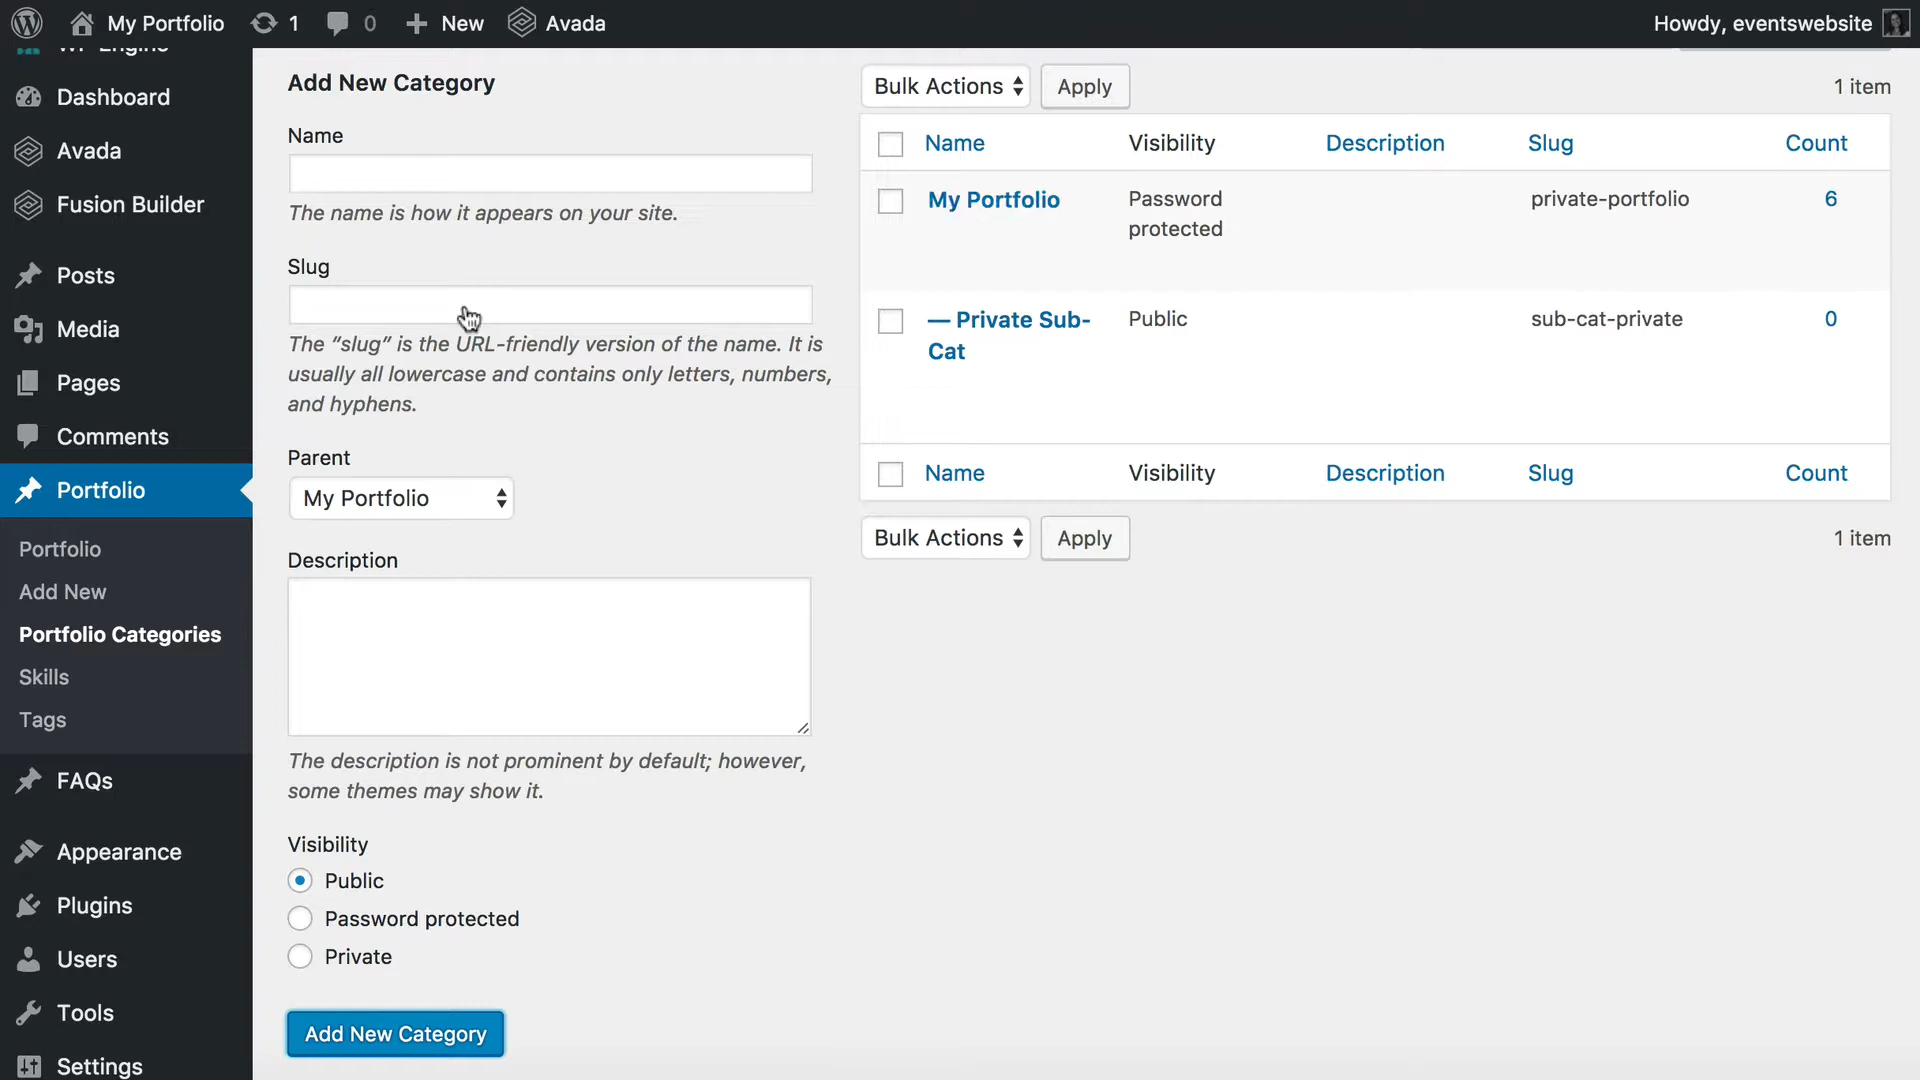 My Portfolio
1
0
New
Avada
Howdy, eventswebsite
WP Engine
Dashboard
Avada
Fusion Builder
Posts
Media
Pages
Comments
Portfolio
Portfolio
Add New
Portfolio Categories
Skills
Tags
FAQs
Appearance
Plugins
Users
Tools
Settings
Add New Category
Name
The name is how it appears on your site.
Slug
The “slug” is the URL-friendly version of the name. It is
usually all lowercase and contains only letters, numbers,
and hyphens.
Parent
My Portfolio
Description
The description is not prominent by default; however,
some themes may show it.
Visibility
Public
Password protected
Private
Add New Category
Bulk Actions
Apply
1 item
Name Visibility Description Slug Count
My Portfolio Password private-portfolio 6
protected
— Private Sub- Public sub-cat-private 0
Cat
Name Visibility Description Slug Count
Bulk Actions
Apply
1 item